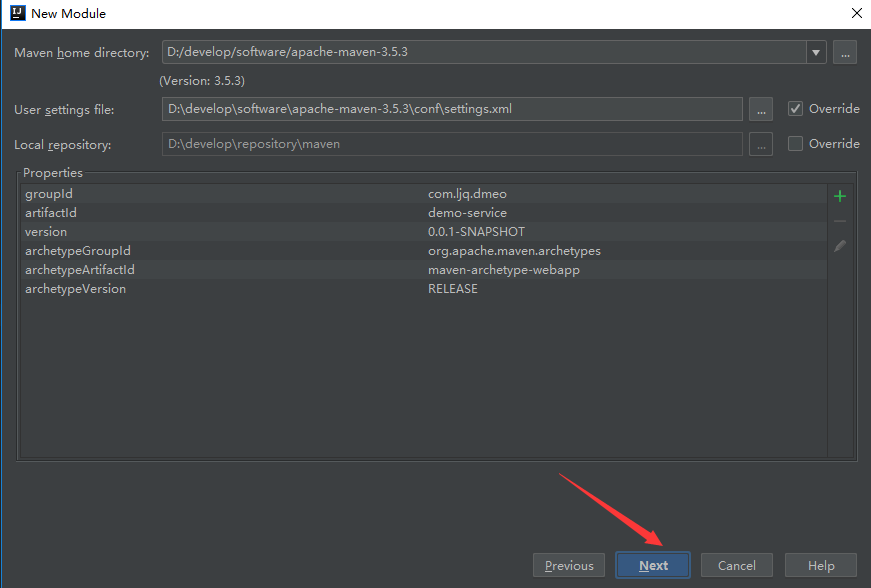 New Module
Maven home directory: D:/develop/software/apache-maven-3.5.3 ...
(Version: 3.5.3)
User settings file: D:\develop\software\apache-maven-3.5.3\conf\settings.xml ... Override
Local repository: D:\develop\repository\maven ... Override
Properties
groupId com.ljq.dmeo
artifactId demo-service
version 0.0.1-SNAPSHOT
archetypeGroupId org.apache.maven.archetypes
archetypeArtifactId maven-archetype-webapp
archetypeVersion RELEASE
Previous Next Cancel Help